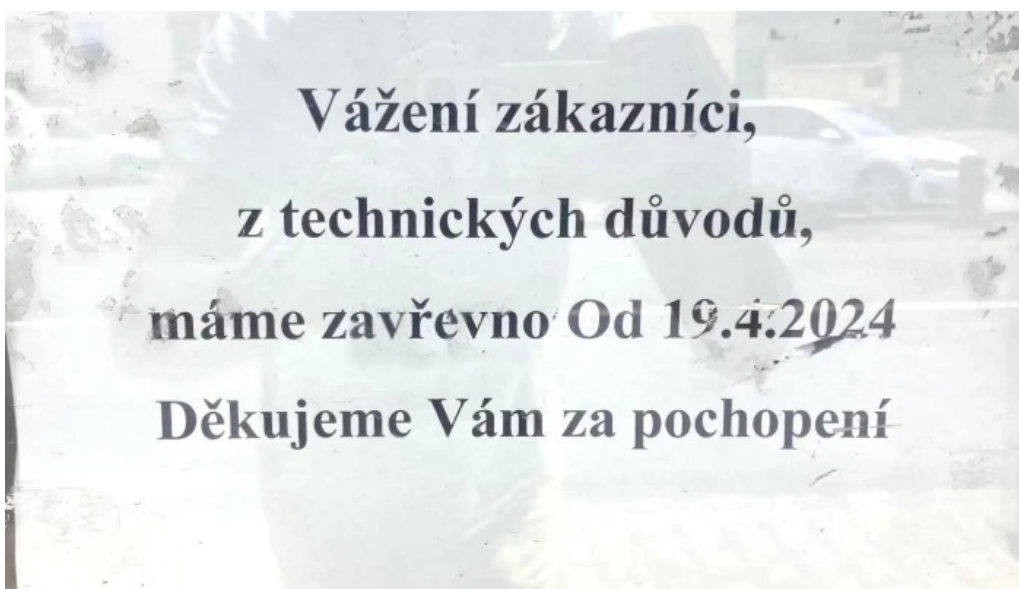 Vážení zákazníci,
z technických důvodů,
máme zavřevno Od 19.4.2024
Děkujeme Vám za pochopení